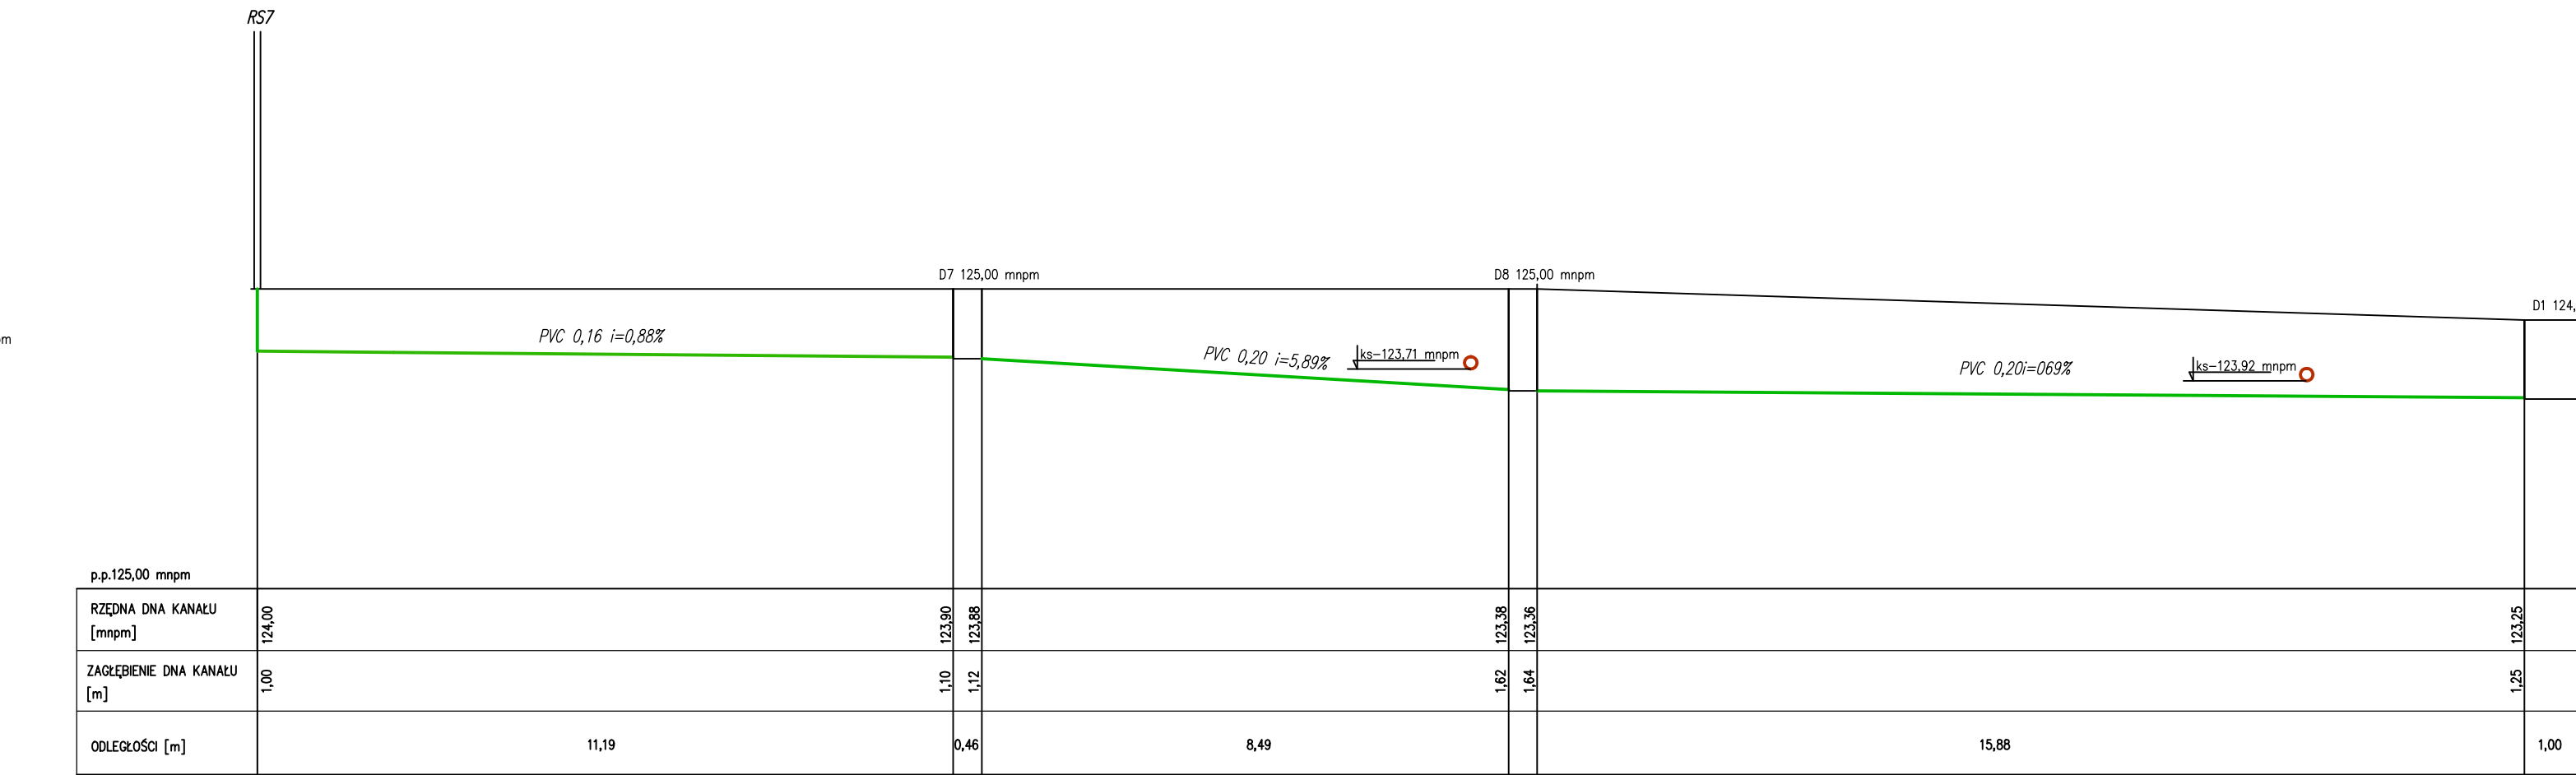 RS7
D7 125,00 mnpm
D8 125,00 mnpm
D1 124,
PVC 0,16 i=0,88%
PVC 0,20 i=5,89%
ks-123,71 mnpm
PVC 0,20i=069%
ks-123,92 mnpm
p.p.125,00 mnpm
RZĘDNA DNA KANAŁU
[mnpm]
124,00
123,90
123,88
123,38
123,36
123,25
ZAGŁĘBIENIE DNA KANAŁU
[m]
1,00
1,10
1,12
1,62
1,64
1,25
ODLEGŁOŚCI [m]
11,19
0,46
8,49
15,88
1,00